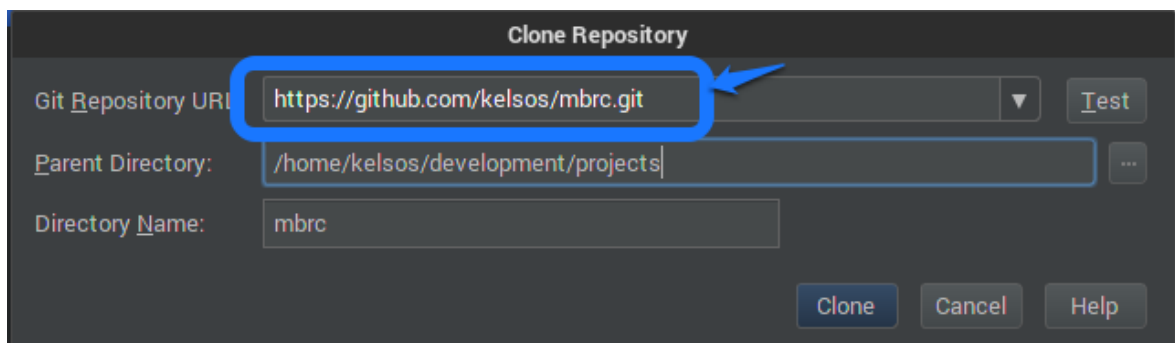 Clone Repository
Git Repository URL https://github.com/kelsos/mbrc.git Test
Parent Directory: /home/kelsos/development/projects ...
Directory Name: mbrc
Clone Cancel Help